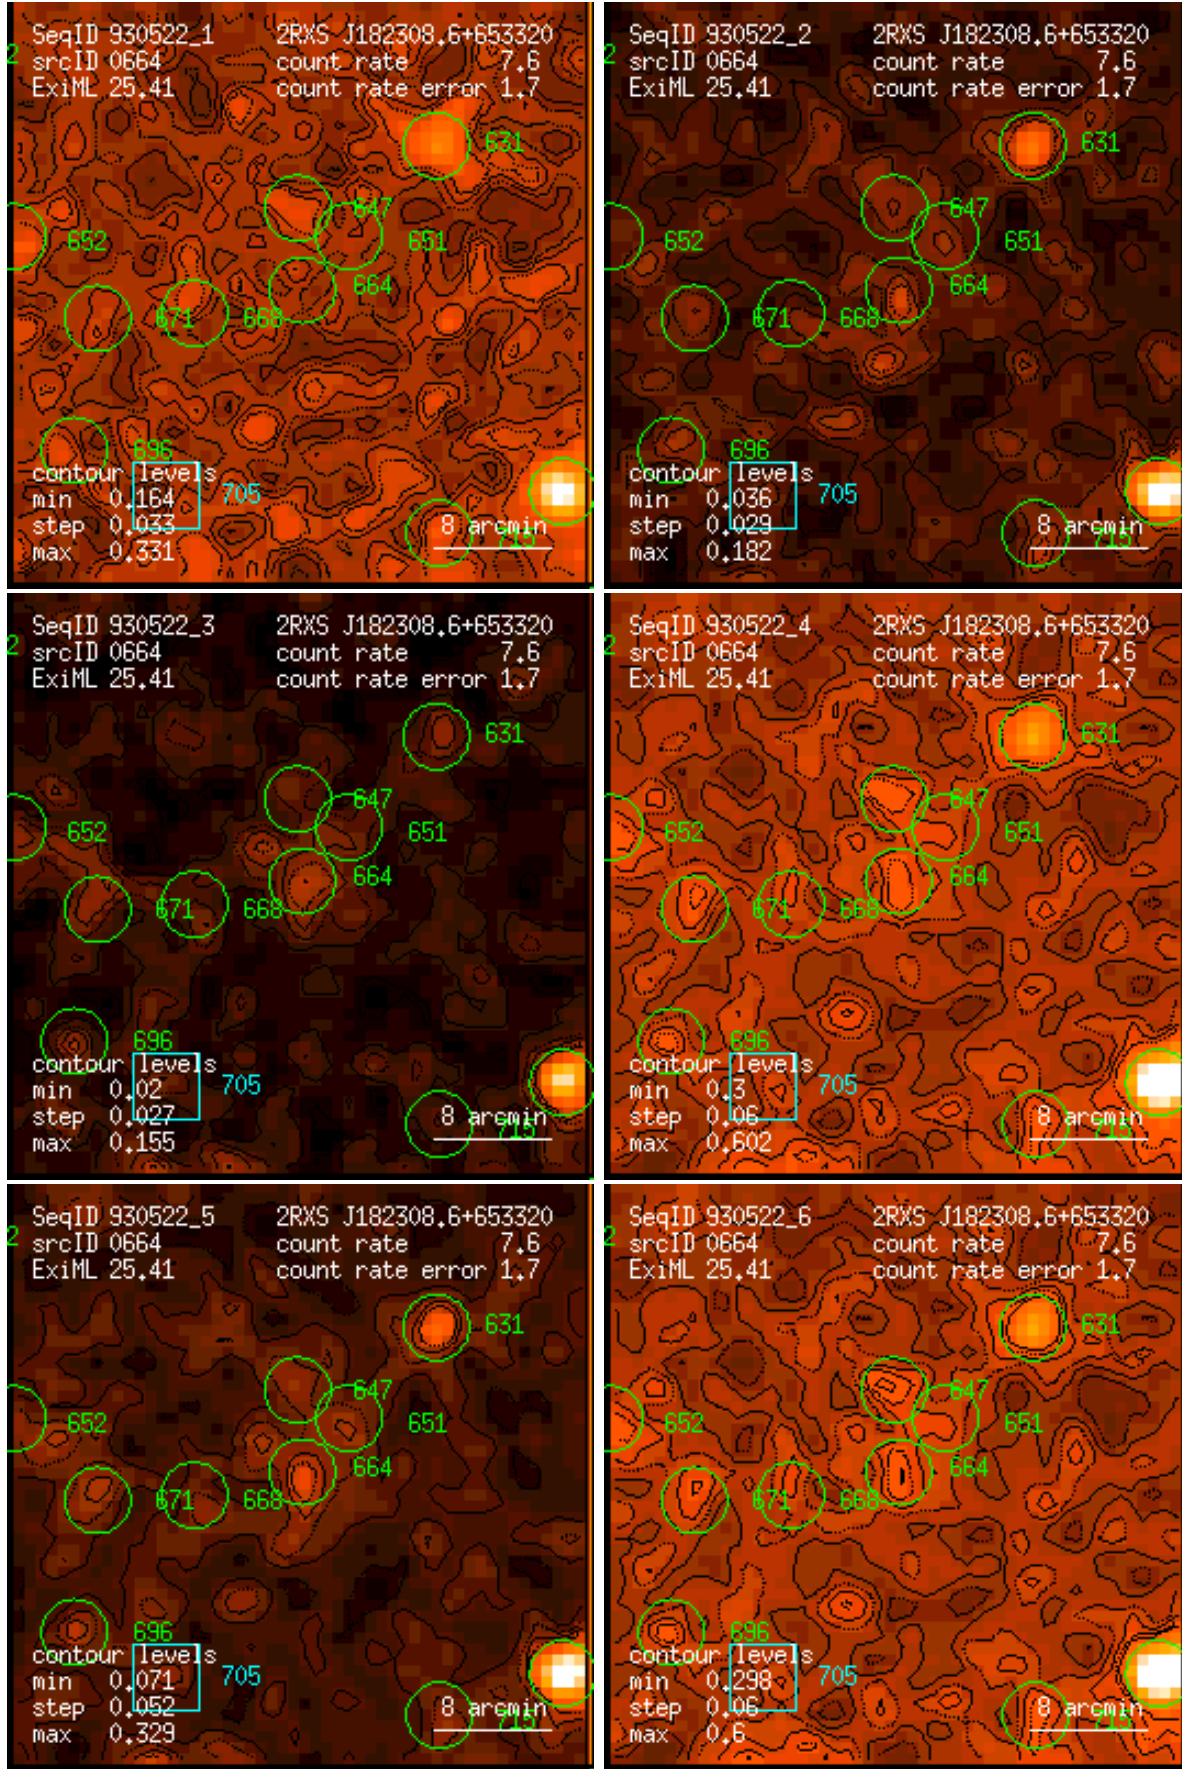 SeqID 930522_1 2RXS J182308.6+653320
2 srcID 0664 count rate 7.6
ExiML 25.41 count rate error 1.7
631
647
652 651
664
671 668
696
contour levels
min 0.164 705
step 0.033 8 arcmin 715
max 0.331
SeqID 930522_2 2RXS J182308.6+653320
2 srcID 0664 count rate 7.6
ExiML 25.41 count rate error 1.7
631
647
652 651
664
671 668
696
contour levels
min 0.036 705
step 0.029 8 arcmin 715
max 0.182
SeqID 930522_3 2RXS J182308.6+653320
2 srcID 0664 count rate 7.6
ExiML 25.41 count rate error 1.7
631
647
652 651
664
671 668
696
contour levels
min 0.02 705
step 0.027 8 arcmin 715
max 0.155
SeqID 930522_4 2RXS J182308.6+653320
2 srcID 0664 count rate 7.6
ExiML 25.41 count rate error 1.7
631
647
652 651
664
671 668
696
contour levels
min 0.3 705
step 0.06 8 arcmin 715
max 0.602
SeqID 930522_5 2RXS J182308.6+653320
2 srcID 0664 count rate 7.6
ExiML 25.41 count rate error 1.7
631
647
652 651
664
671 668
696
contour levels
min 0.071 705
step 0.052 8 arcmin 715
max 0.329
SeqID 930522_6 2RXS J182308.6+653320
2 srcID 0664 count rate 7.6
ExiML 25.41 count rate error 1.7
631
647
652 651
664
671 668
696
contour levels
min 0.298 705
step 0.06 8 arcmin 715
max 0.6